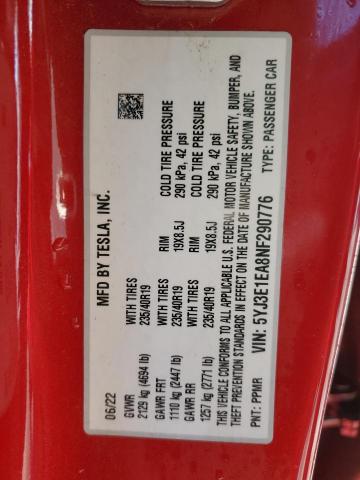 MFD BY TESLA, INC.
06/22
GVWR
2129 kg (4694 lb)
GAWR FRT WITH TIRES RIM COLD TIRE PRESSURE
1110 kg (2447 lb) 235/40R19 19X8.5J 290 kPa, 42 psi
GAWR RR WITH TIRES RIM COLD TIRE PRESSURE
1257 kg (2771 lb) 235/40R19 19X8.5J 290 kPa, 42 psi
THIS VEHICLE CONFORMS TO ALL APPLICABLE U.S. FEDERAL MOTOR VEHICLE SAFETY, BUMPER, AND
THEFT PREVENTION STANDARDS IN EFFECT ON THE DATE OF MANUFACTURE SHOWN ABOVE.
VIN: 5YJ3E1EA8NF290776
PNT: PPMR TYPE: PASSENGER CAR